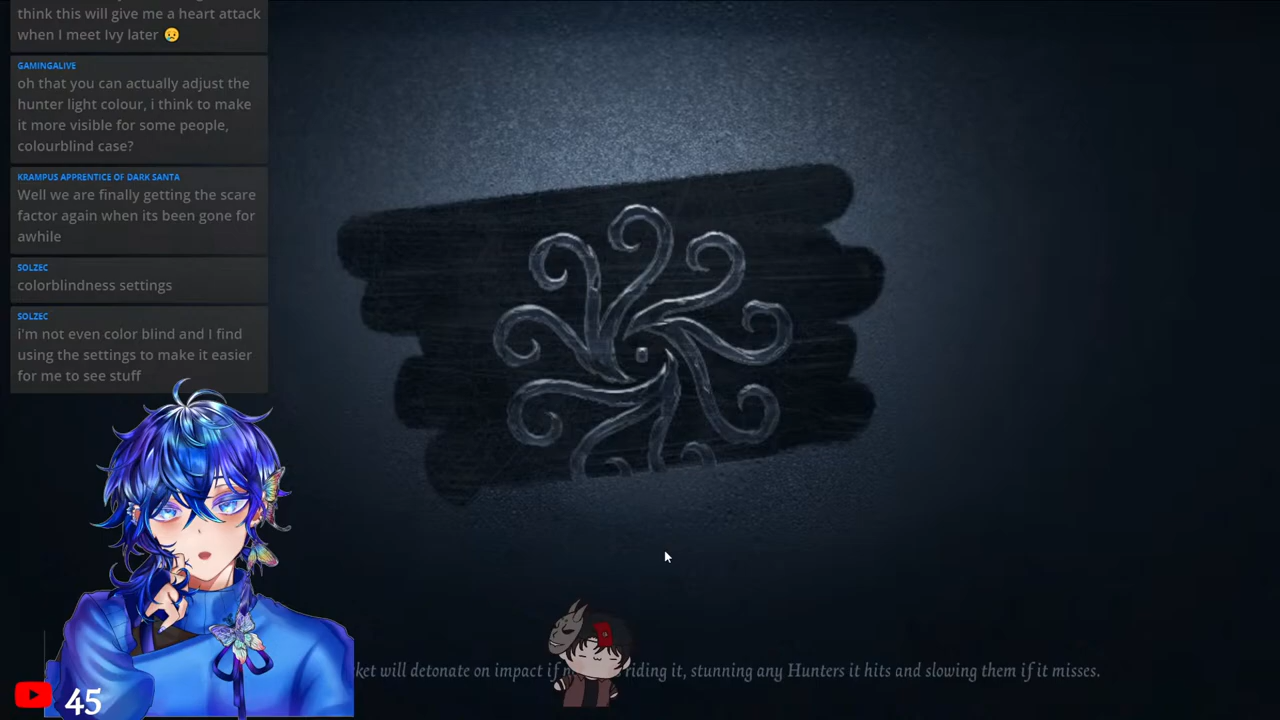 think this will give me a heart attack
when I meet Ivy later 😢
GAMINGALIVE
oh that you can actually adjust the
hunter light colour, i think to make
it more visible for some people,
colourblind case?
KRAMPUS APPRENTICE OF DARK SANTA
Well we are finally getting the scare
factor again when its been gone for
awhile
SOLZEC
colorblindness settings
SOLZEC
i'm not even color blind and I find
using the settings to make it easier
for me to see stuff
will detonate on impact if riding it, stunning any Hunters it hits and slowing them if it misses.
45